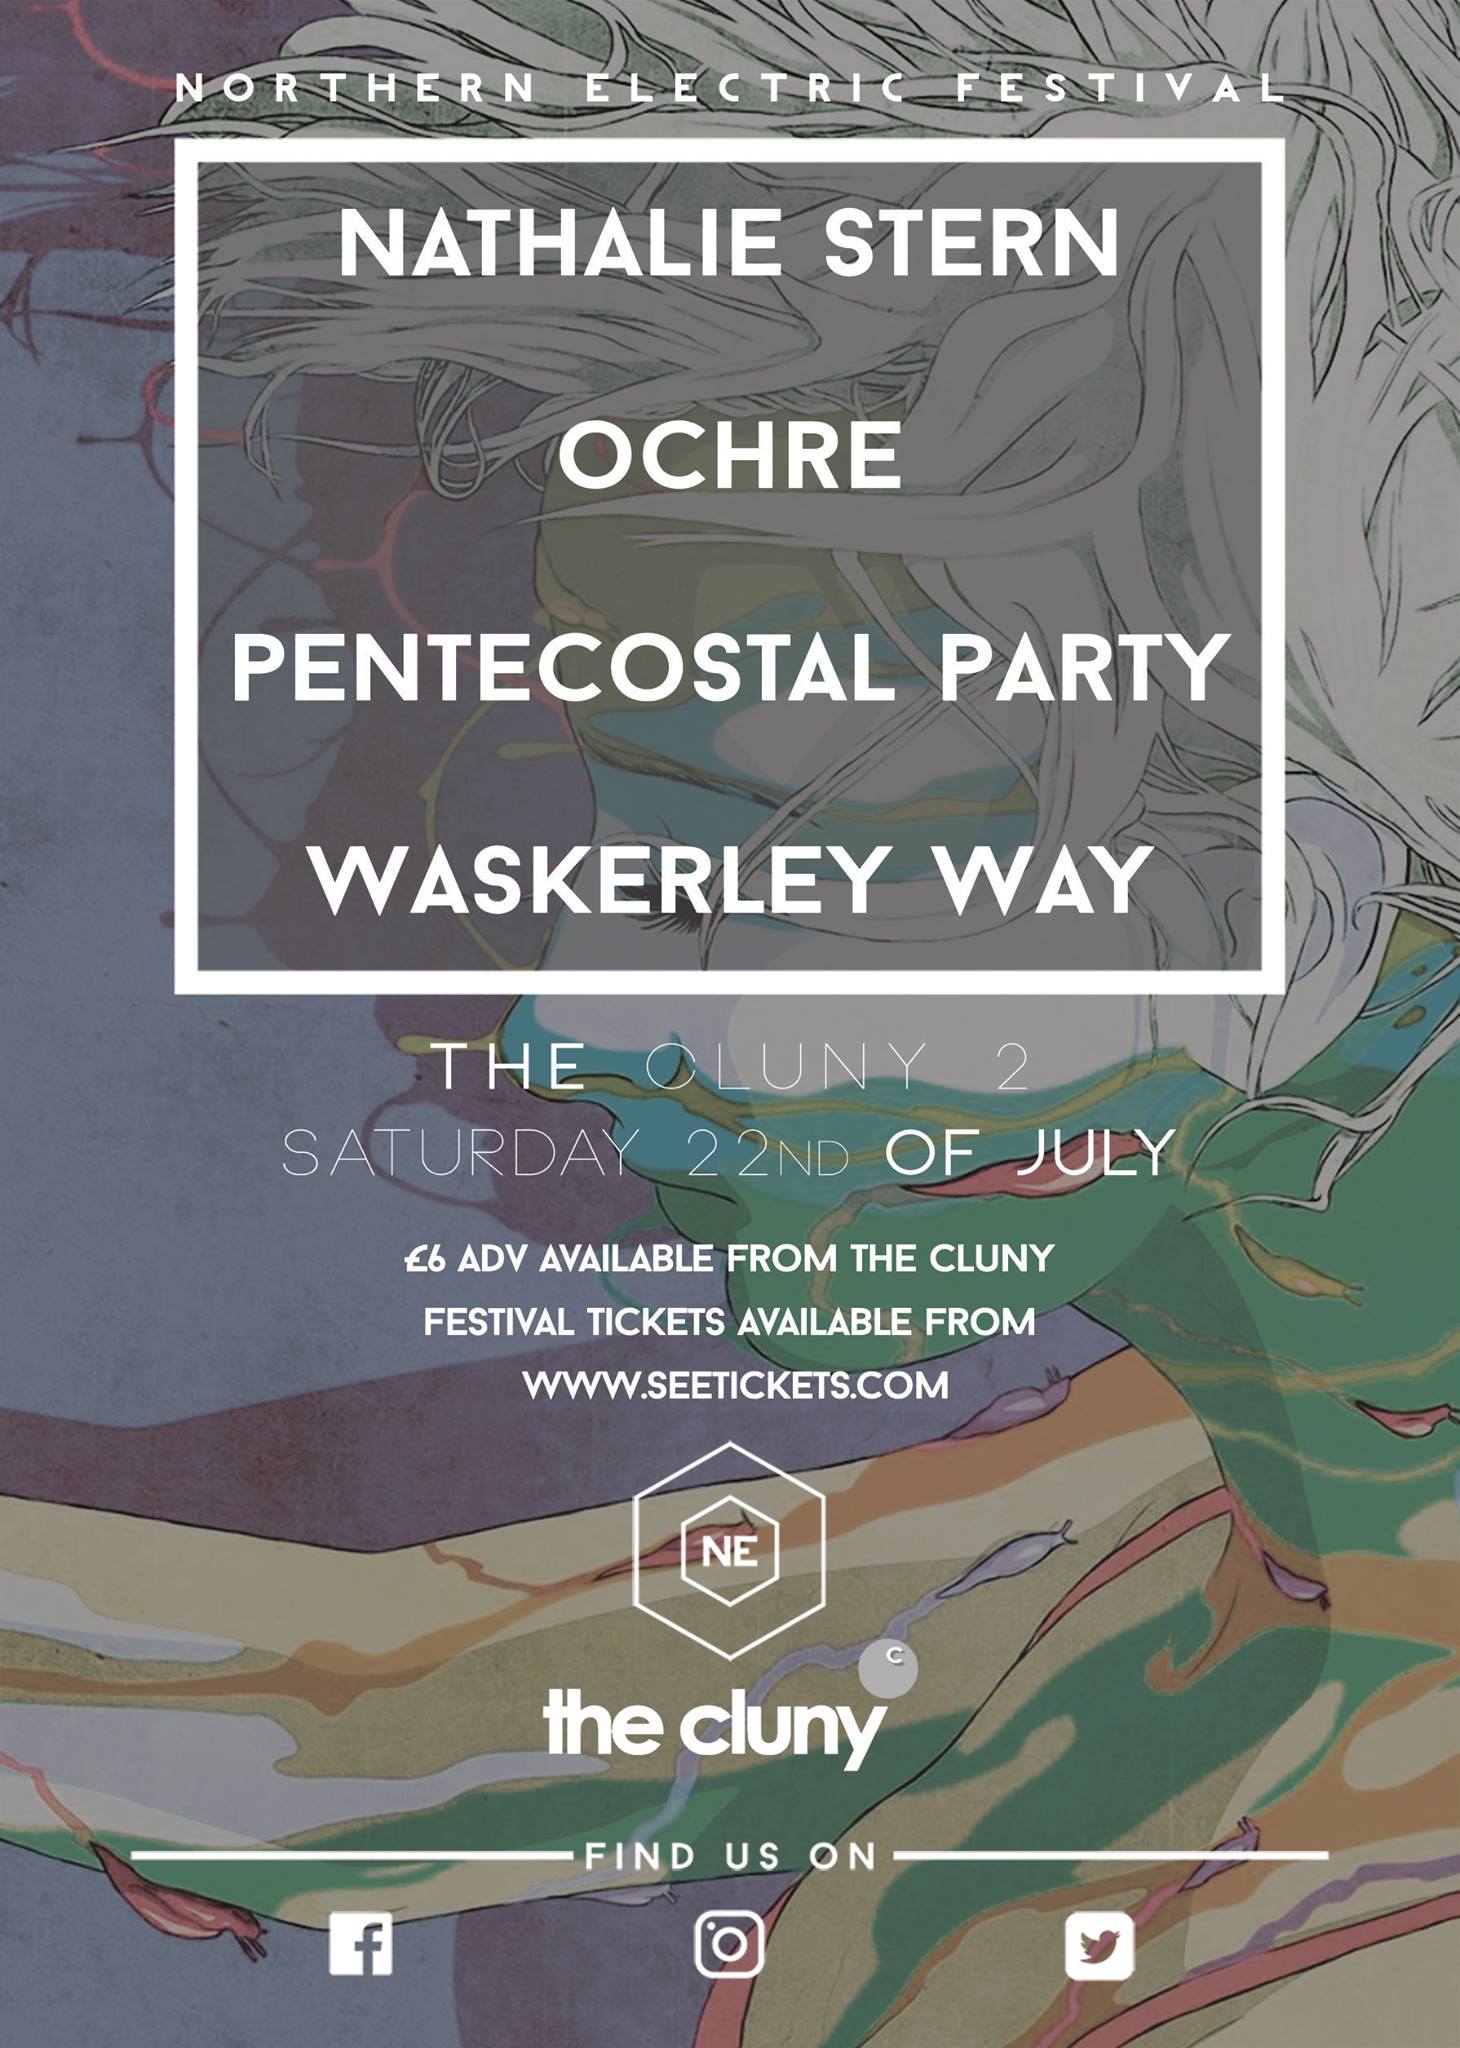 NORTHERN ELECTRIC FESTIVAL
NATHALIE STERN
OCHRE
PENTECOSTAL PARTY
WASKERLEY WAY
THE CLUNY 2
SATURDAY 22ND OF JULY
£6 ADV AVAILABLE FROM THE CLUNY
FESTIVAL TICKETS AVAILABLE FROM
WWW.SEETICKETS.COM
NE
C
the cluny
FIND US ON